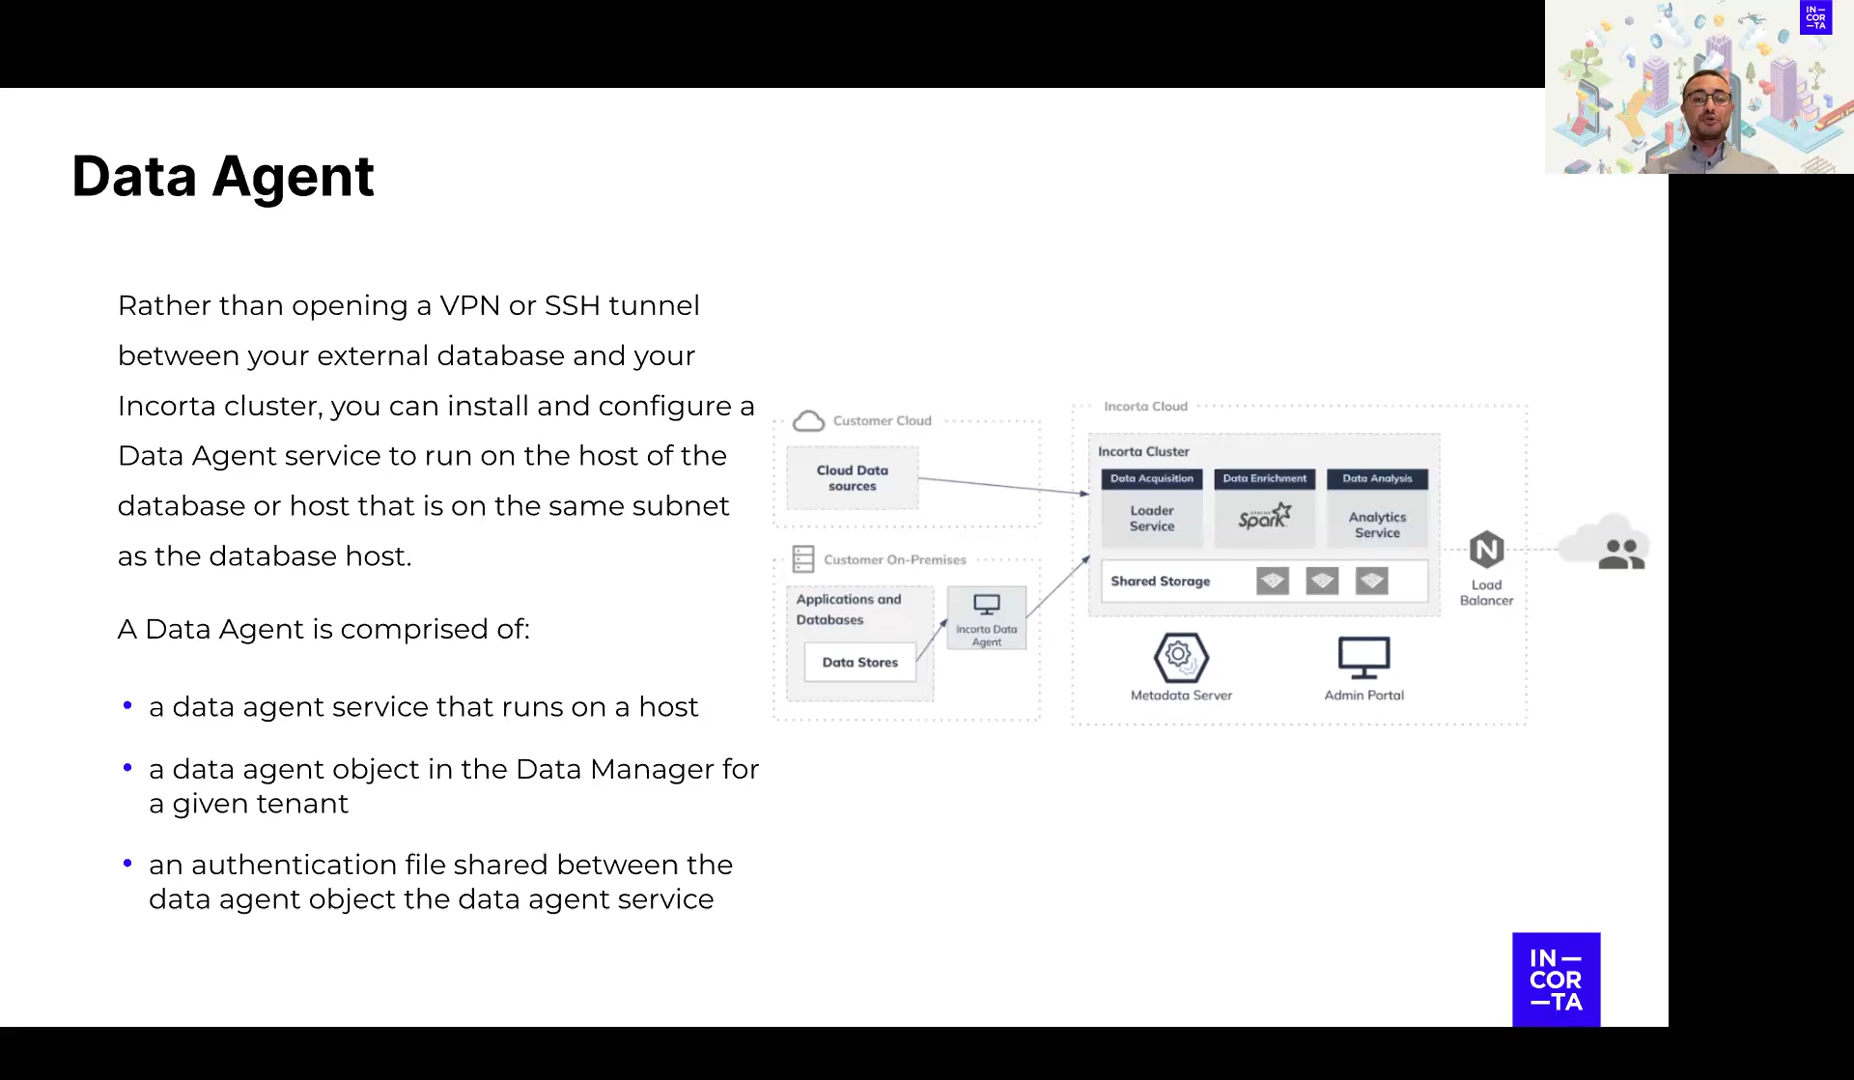 IN—
COR
—TA
Data Agent
Rather than opening a VPN or SSH tunnel
between your external database and your
Incorta cluster, you can install and configure a
Data Agent service to run on the host of the
database or host that is on the same subnet
as the database host.
A Data Agent is comprised of:
• a data agent service that runs on a host
• a data agent object in the Data Manager for
a given tenant
• an authentication file shared between the
data agent object the data agent service
Customer Cloud
Cloud Data
sources
Customer On-Premises
Applications and
Databases
Data Stores
Incorta Data
Agent
Incorta Cloud
Incorta Cluster
Data Acquisition
Loader
Service
Data Enrichment
APACHE
Spark
Data Analysis
Analytics
Service
Shared Storage
Metadata Server
Admin Portal
N
Load
Balancer
IN—
COR
—TA